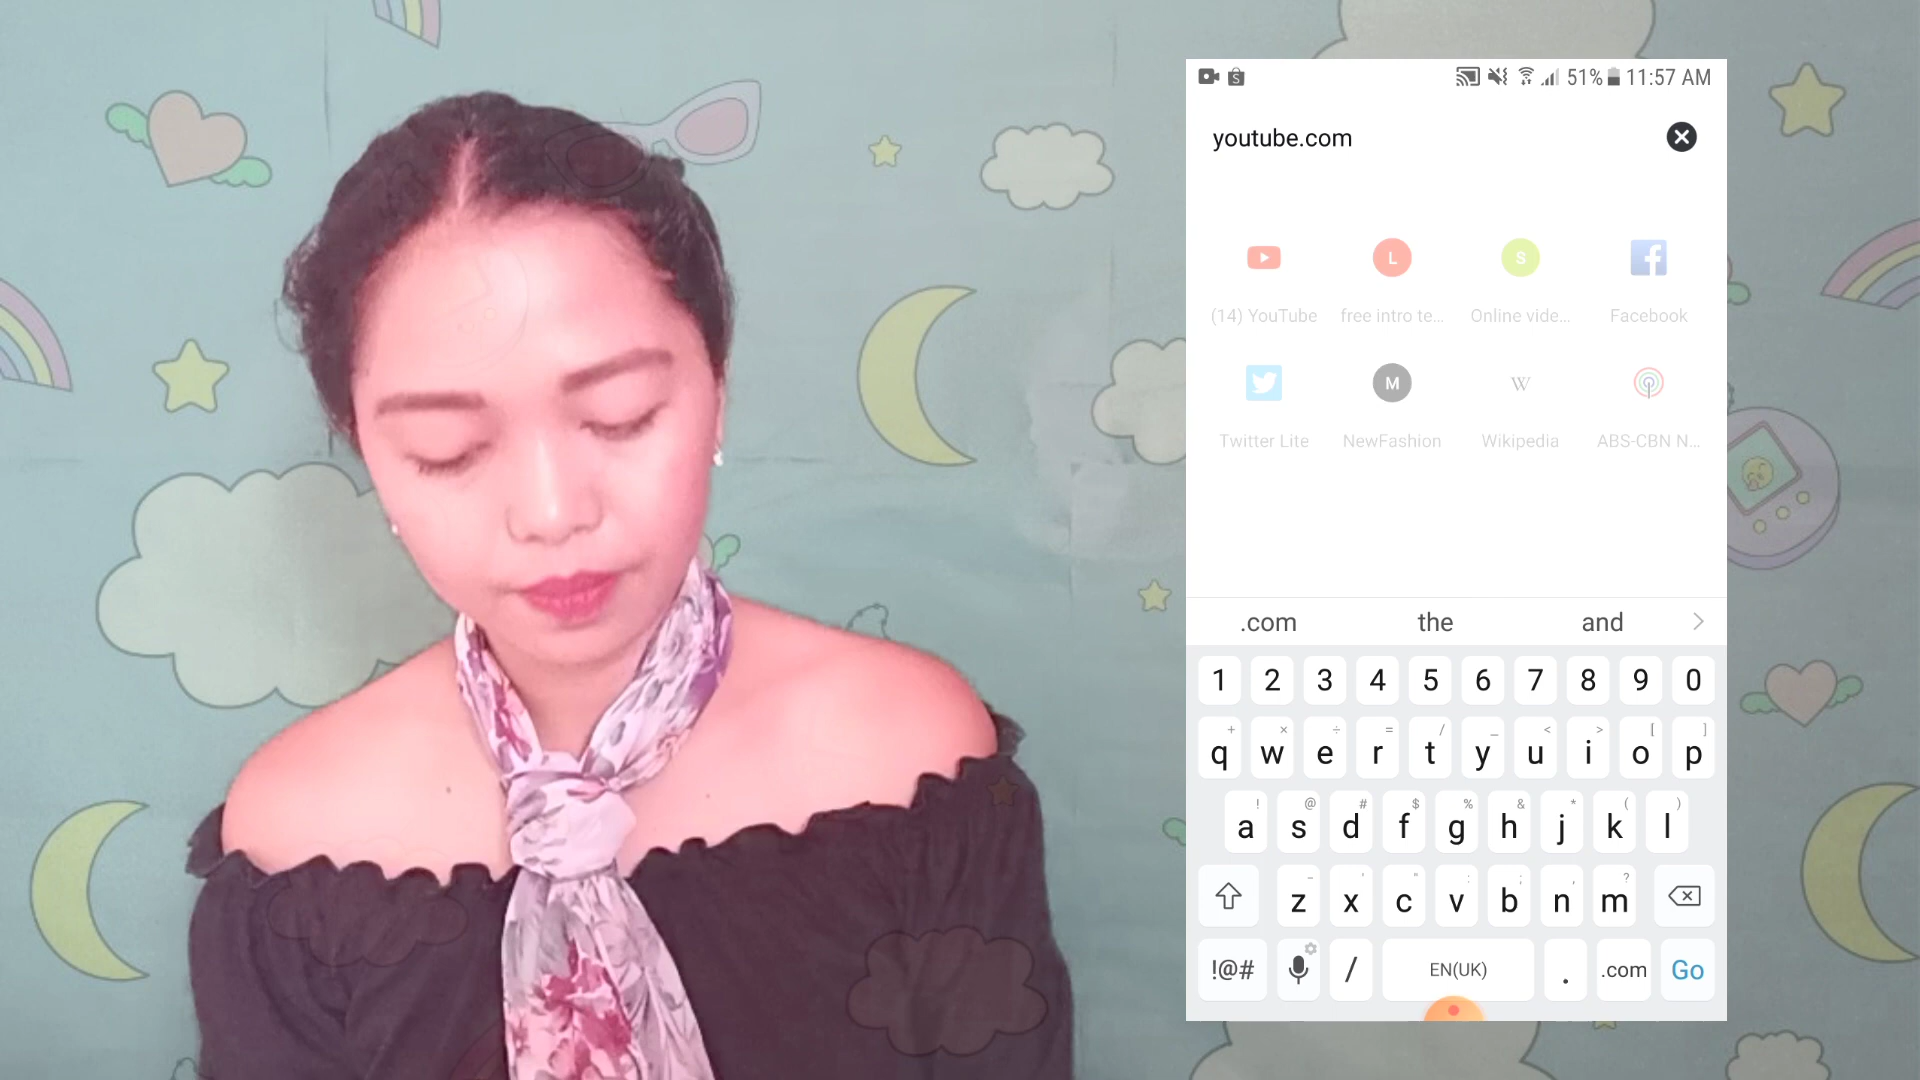 51% 11:57 AM
youtube.com
(14) YouTube
L
free intro te...
S
Online vide...
Facebook
Twitter Lite
M
NewFashion
W
Wikipedia
ABS-CBN N...
.com the and
1 2 3 4 5 6 7 8 9 0
+ × ÷ = / _ < > [ ]
q w e r t y u i o p
! @ # $ % & * ( )
a s d f g h j k l
- ' " : ; , ?
z x c v b n m
!@# / EN(UK) . .com Go